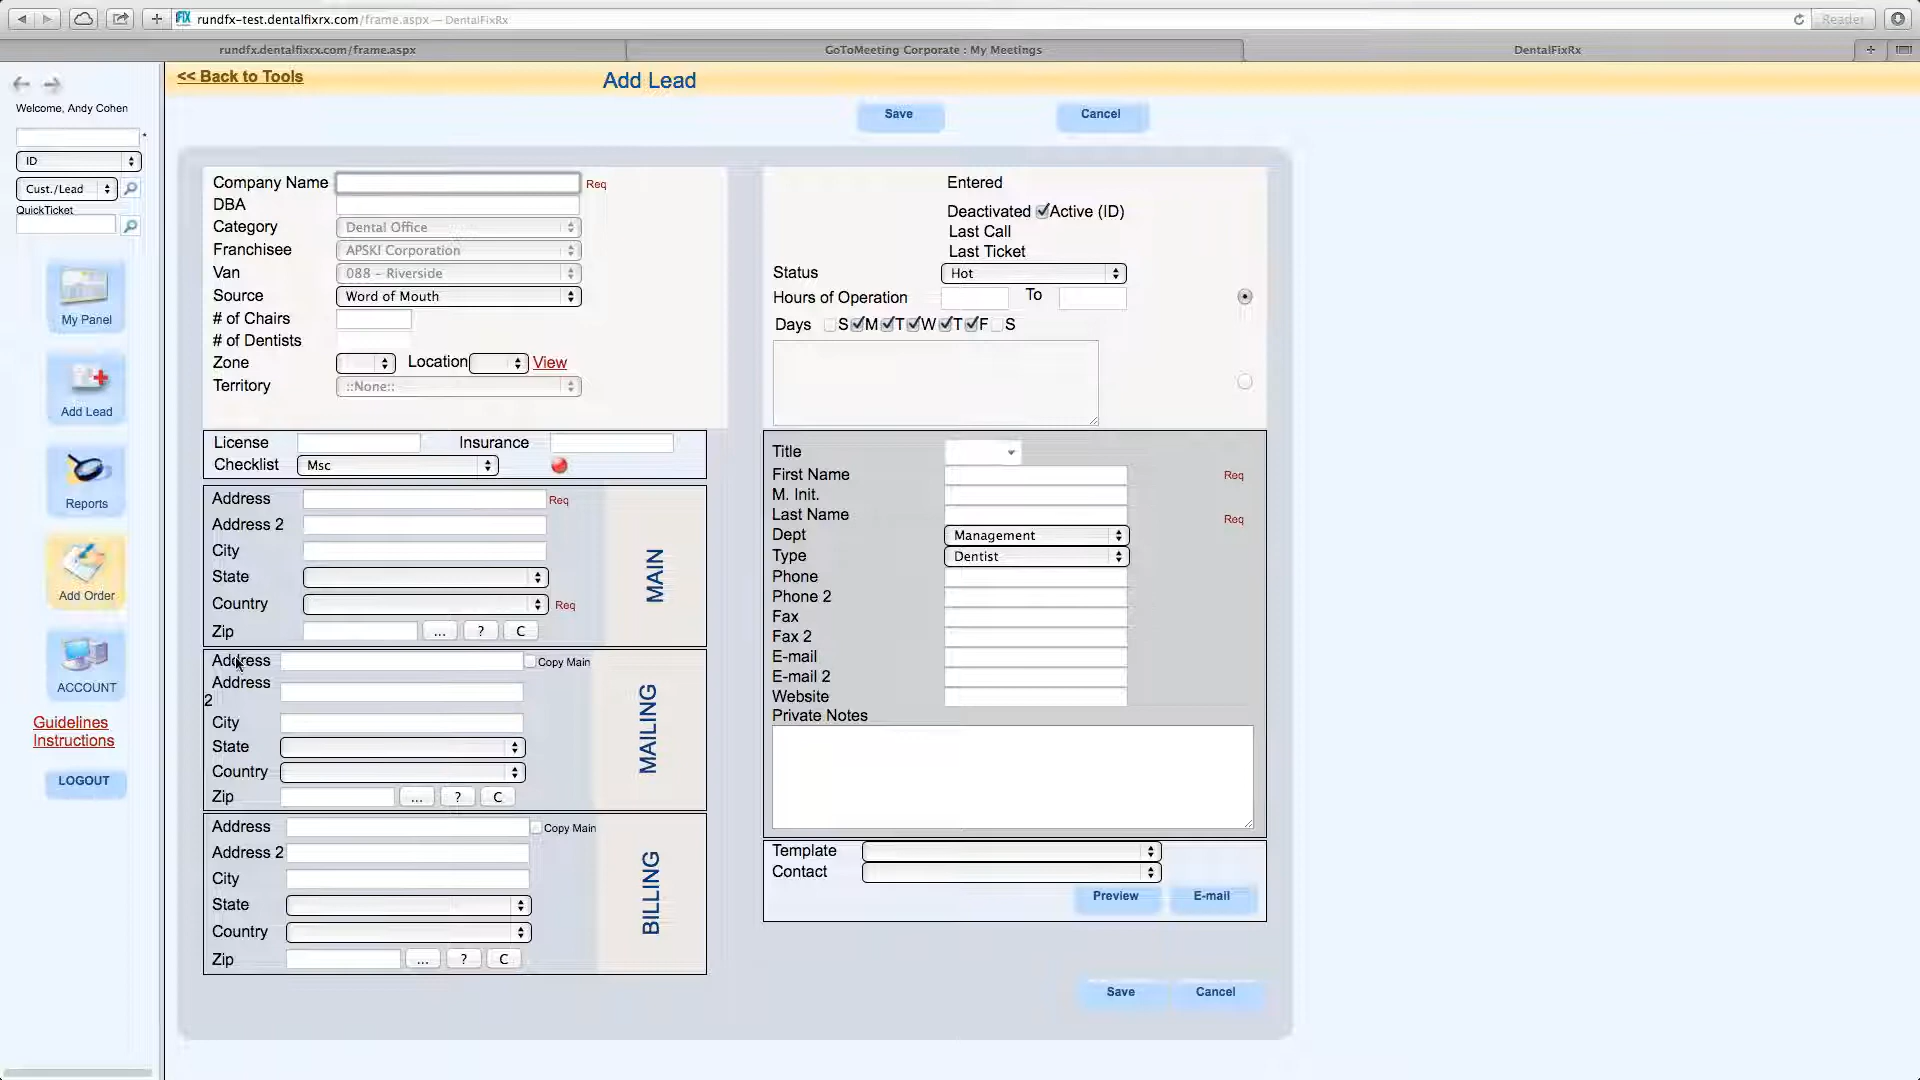 rundfx-test.dentalfixrx.com/frame.aspx — DentalFixRx
Reader
rundfx.dentalfixrx.com/frame.aspx
GoToMeeting Corporate : My Meetings
DentalFixRx
Welcome, Andy Cohen
*
ID
Cust./Lead
QuickTicket
My Panel
Add Lead
Reports
Add Order
ACCOUNT
Guidelines
Instructions
LOGOUT
<< Back to Tools
Add Lead
Save
Cancel
Company Name
Req
DBA
Category
Dental Office
Franchisee
APSKI Corporation
Van
088 - Riverside
Source
Word of Mouth
# of Chairs
# of Dentists
Zone
Location
View
Territory
::None::
License
Insurance
Checklist
Msc
Address
Req
Address 2
City
State
Country
Req
Zip
...
?
C
MAIN
Address
Copy Main
Address
2
City
State
Country
Zip
...
?
C
MAILING
Address
Copy Main
Address 2
City
State
Country
Zip
...
?
C
BILLING
Entered
Deactivated
Active (ID)
Last Call
Last Ticket
Status
Hot
Hours of Operation
To
Days
S M T W T F S
Title
First Name
Req
M. Init.
Last Name
Req
Dept
Management
Type
Dentist
Phone
Phone 2
Fax
Fax 2
E-mail
E-mail 2
Website
Private Notes
Template
Contact
Preview
E-mail
Save
Cancel